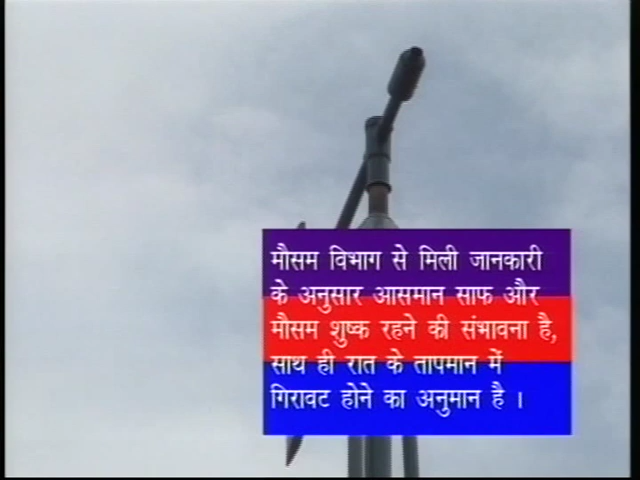 मौसम विभाग से मिली जानकारी
के अनुसार आसमान साफ और
मौसम शुष्क रहने की संभावना है,
साथ ही रात के तापमान में
गिरावट होने का अनुमान है ।